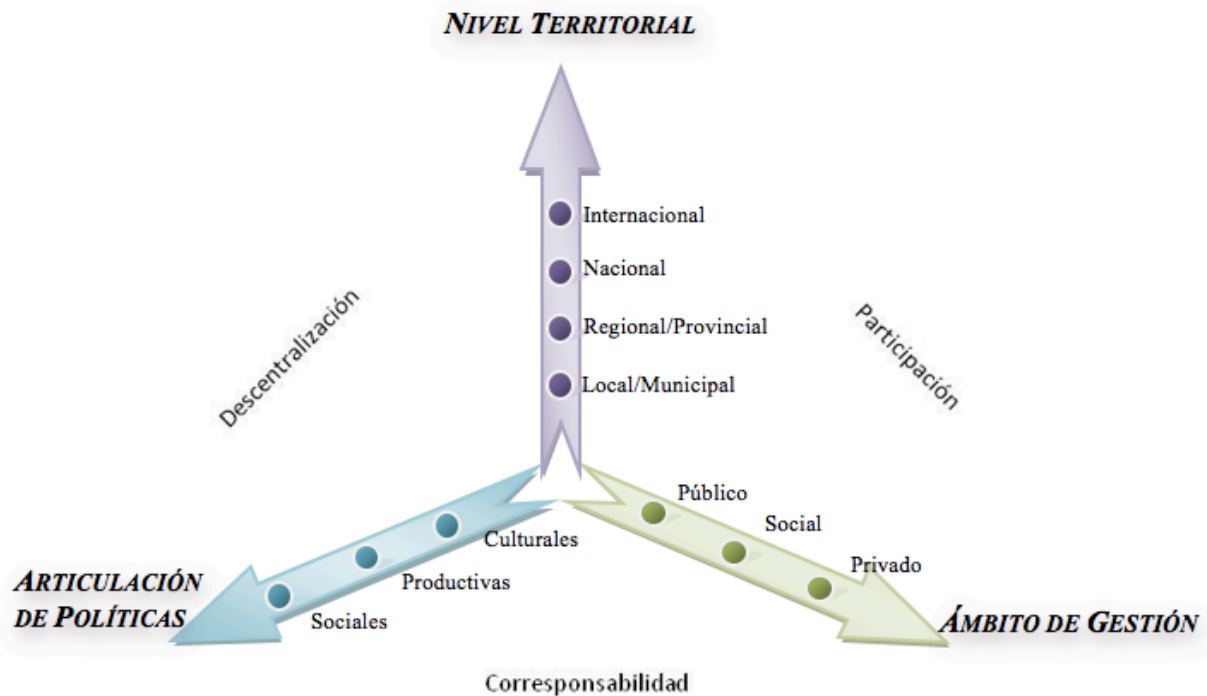 NIVEL TERRITORIAL
Internacional
Nacional
Regional/Provincial
Local/Municipal
Descentralización
Participación
Público
Social
Privado
Culturales
Productivas
Sociales
ARTICULACIÓN
DE POLÍTICAS
ÁMBITO DE GESTIÓN
Corresponsabilidad